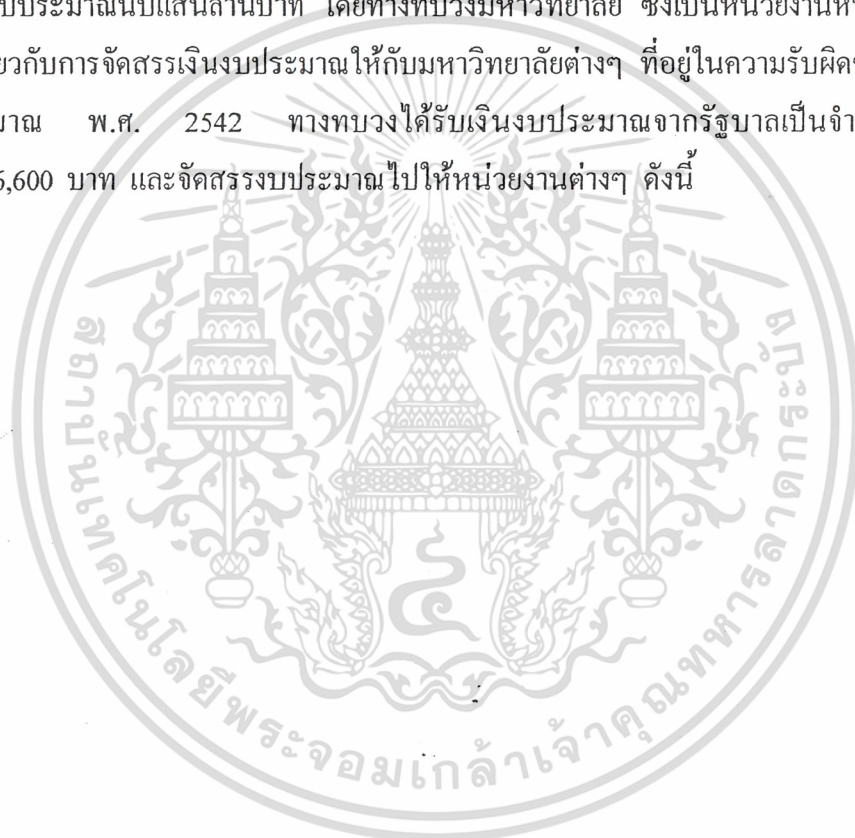 บประมาณนับแสนล้านบาท โดยทางทบวงมหาวิทยาลัย ซึ่งเป็นหน่วยงานห
ยวกับการจัดสรรเงินงบประมาณให้กับมหาวิทยาลัยต่างๆ ที่อยู่ในความรับผิด
มาณ พ.ศ. 2542 ทางทบวงได้รับเงินงบประมาณจากรัฐบาลเป็นจำ
6,600 บาท และจัดสรรงบประมาณไปให้หน่วยงานต่างๆ ดังนี้
สถาบันเทคโนโลยีพระจอมเกล้าเจ้าคุณทหารลาดกระบัง